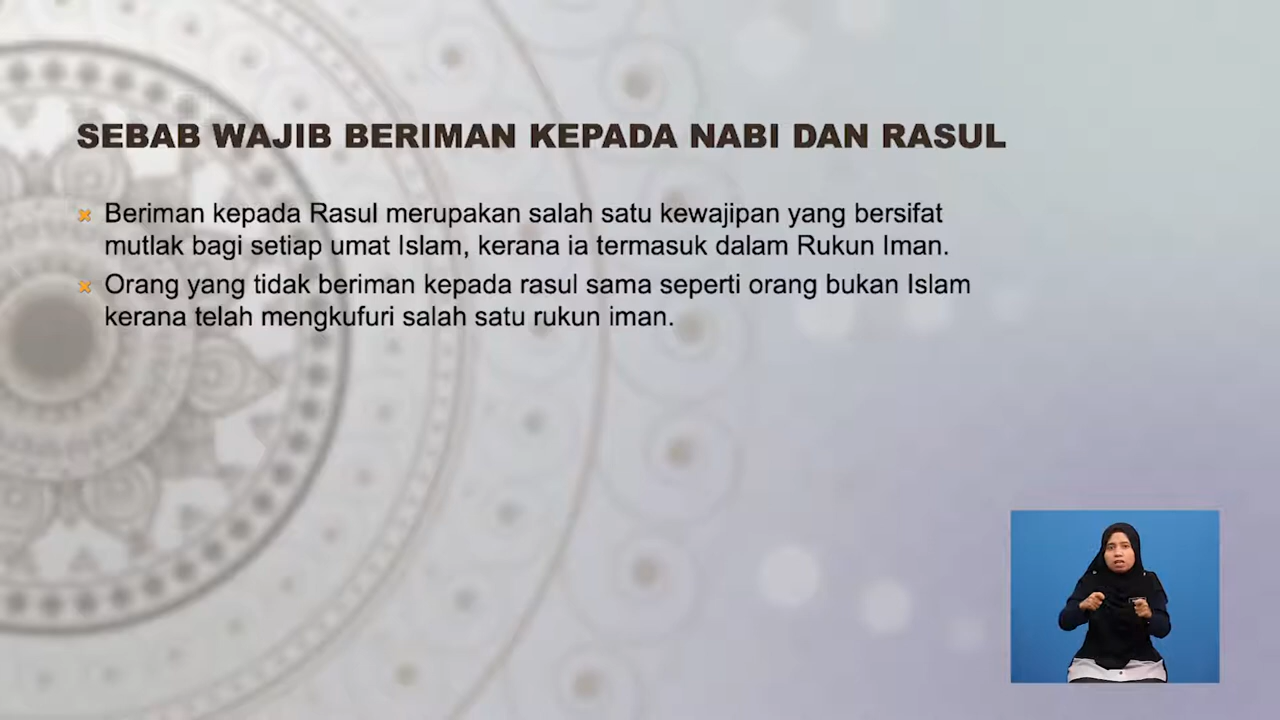 SEBAB WAJIB BERIMAN KEPADA NABI DAN RASUL
Beriman kepada Rasul merupakan salah satu kewajipan yang bersifat
mutlak bagi setiap umat Islam, kerana ia termasuk dalam Rukun Iman.
Orang yang tidak beriman kepada rasul sama seperti orang bukan Islam
kerana telah mengkufuri salah satu rukun iman.